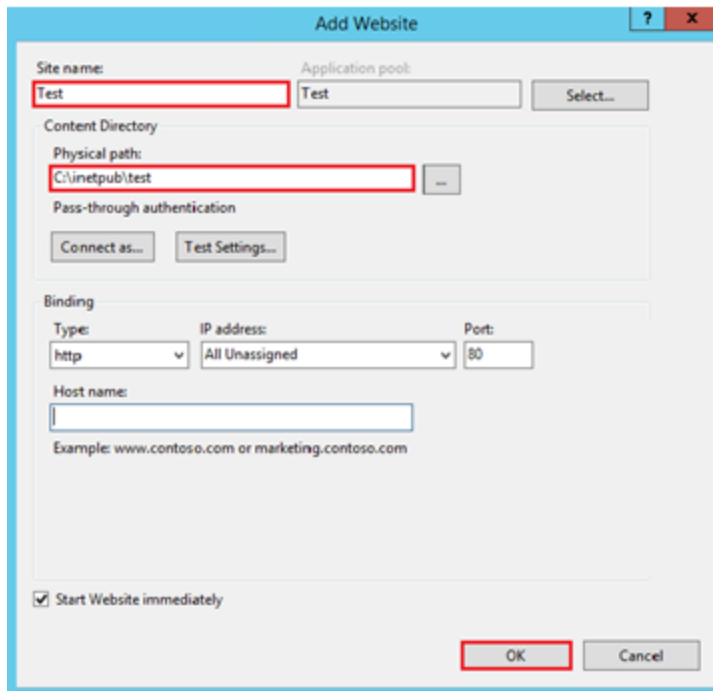 Add Website
? x
Site name: Application pool:
Test Test Select...
Content Directory
Physical path:
C:\inetpub\test ...
Pass-through authentication
Connect as... Test Settings...
Binding
Type: IP address: Port:
http All Unassigned 80
Host name:
Example: www.contoso.com or marketing.contoso.com
Start Website immediately
OK Cancel